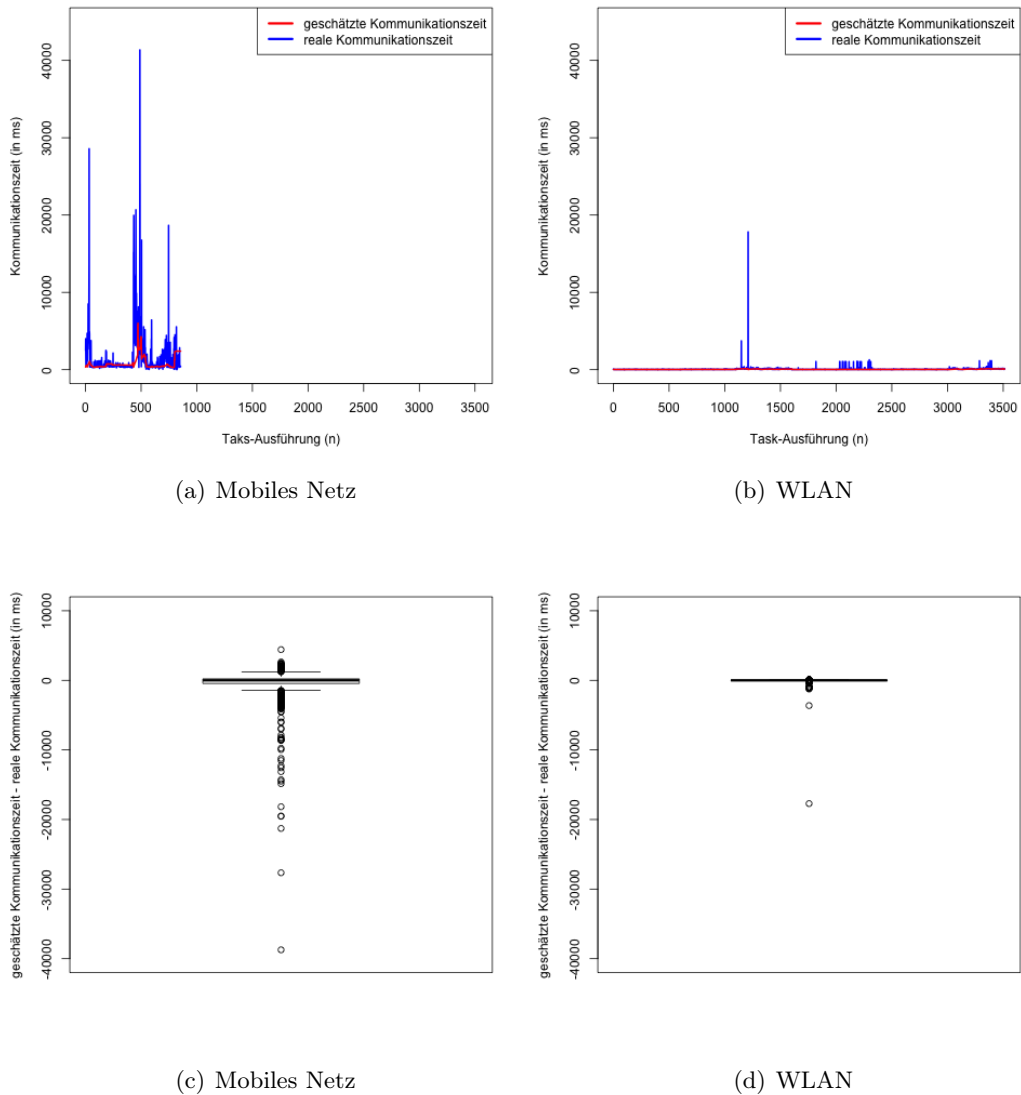 geschätzte Kommunikationszeit
reale Kommunikationszeit
Kommunikationszeit (in ms)
40000
30000
20000
10000
0
0 500 1000 1500 2000 2500 3000 3500
Taks-Ausführung (n)
(a) Mobiles Netz
geschätzte Kommunikationszeit
reale Kommunikationszeit
Kommunikationszeit (in ms)
40000
30000
20000
10000
0
0 500 1000 1500 2000 2500 3000 3500
Task-Ausführung (n)
(b) WLAN
geschätzte Kommunikationszeit - reale Kommunikationszeit (in ms)
10000
0
-10000
-20000
-30000
-40000
(c) Mobiles Netz
geschätzte Kommunikationszeit - reale Kommunikationszeit (in ms)
10000
0
-10000
-20000
-30000
-40000
(d) WLAN